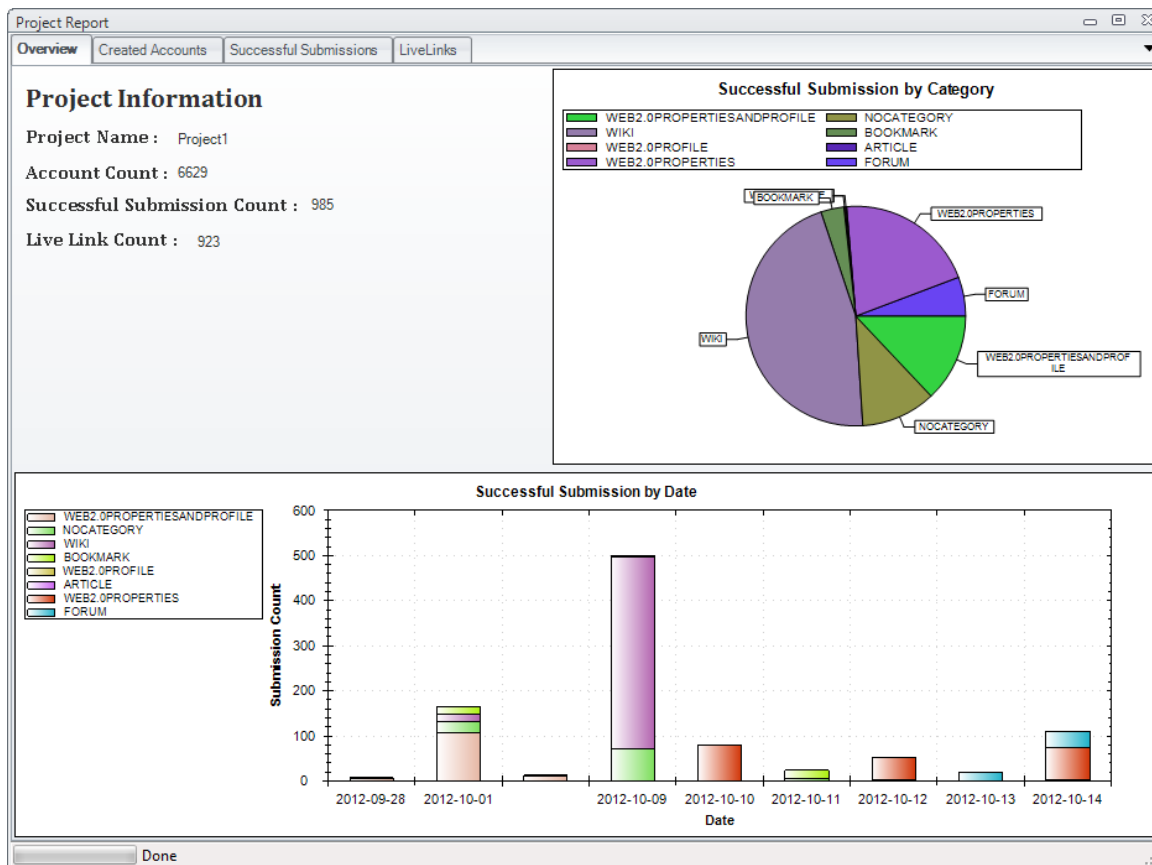 Project Report
Overview Created Accounts Successful Submissions LiveLinks
Project Information
Project Name : Project1
Account Count : 6629
Successful Submission Count : 985
Live Link Count : 923
Successful Submission by Category
WEB2.0PROPERTIESANDPROFILE NOCATEGORY
WIKI BOOKMARK
WEB2.0PROFILE ARTICLE
WEB2.0PROPERTIES FORUM
BOOKMARK
WEB2.0PROPERTIES
FORUM
WIKI
WEB2.0PROPERTIESANDPROF
ILE
NOCATEGORY
Successful Submission by Date
WEB2.0PROPERTIESANDPROFILE
NOCATEGORY
WIKI
BOOKMARK
WEB2.0PROFILE
ARTICLE
WEB2.0PROPERTIES
FORUM
Submission Count
600
500
400
300
200
100
0
2012-09-28 2012-10-01 2012-10-09 2012-10-10 2012-10-11 2012-10-12 2012-10-13 2012-10-14
Date
Done